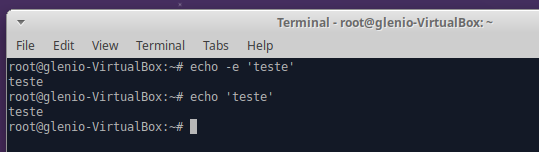 Terminal - root@glenio-VirtualBox: ~
File Edit View Terminal Tabs Help
root@glenio-VirtualBox:~# echo -e 'teste'
teste
root@glenio-VirtualBox:~# echo 'teste'
teste
root@glenio-VirtualBox:~#